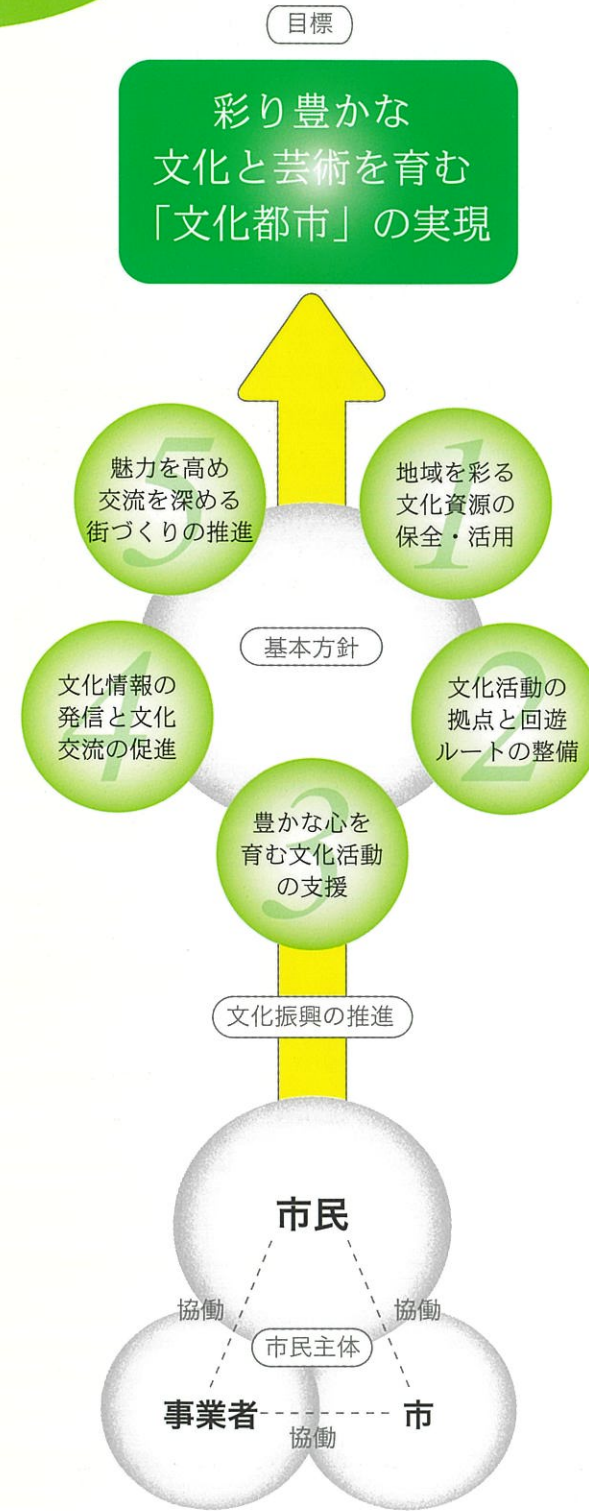 目標
彩り豊かな
文化と芸術を育む
「文化都市」の実現
5
魅力を高め
交流を深める
街づくりの推進
1
地域を彩る
文化資源の
保全・活用
基本方針
4
文化情報の
発信と文化
交流の促進
2
文化活動の
拠点と回遊
ルートの整備
3
豊かな心を
育む文化活動
の支援
文化振興の推進
市民
協働
協働
市民主体
事業者
市
協働